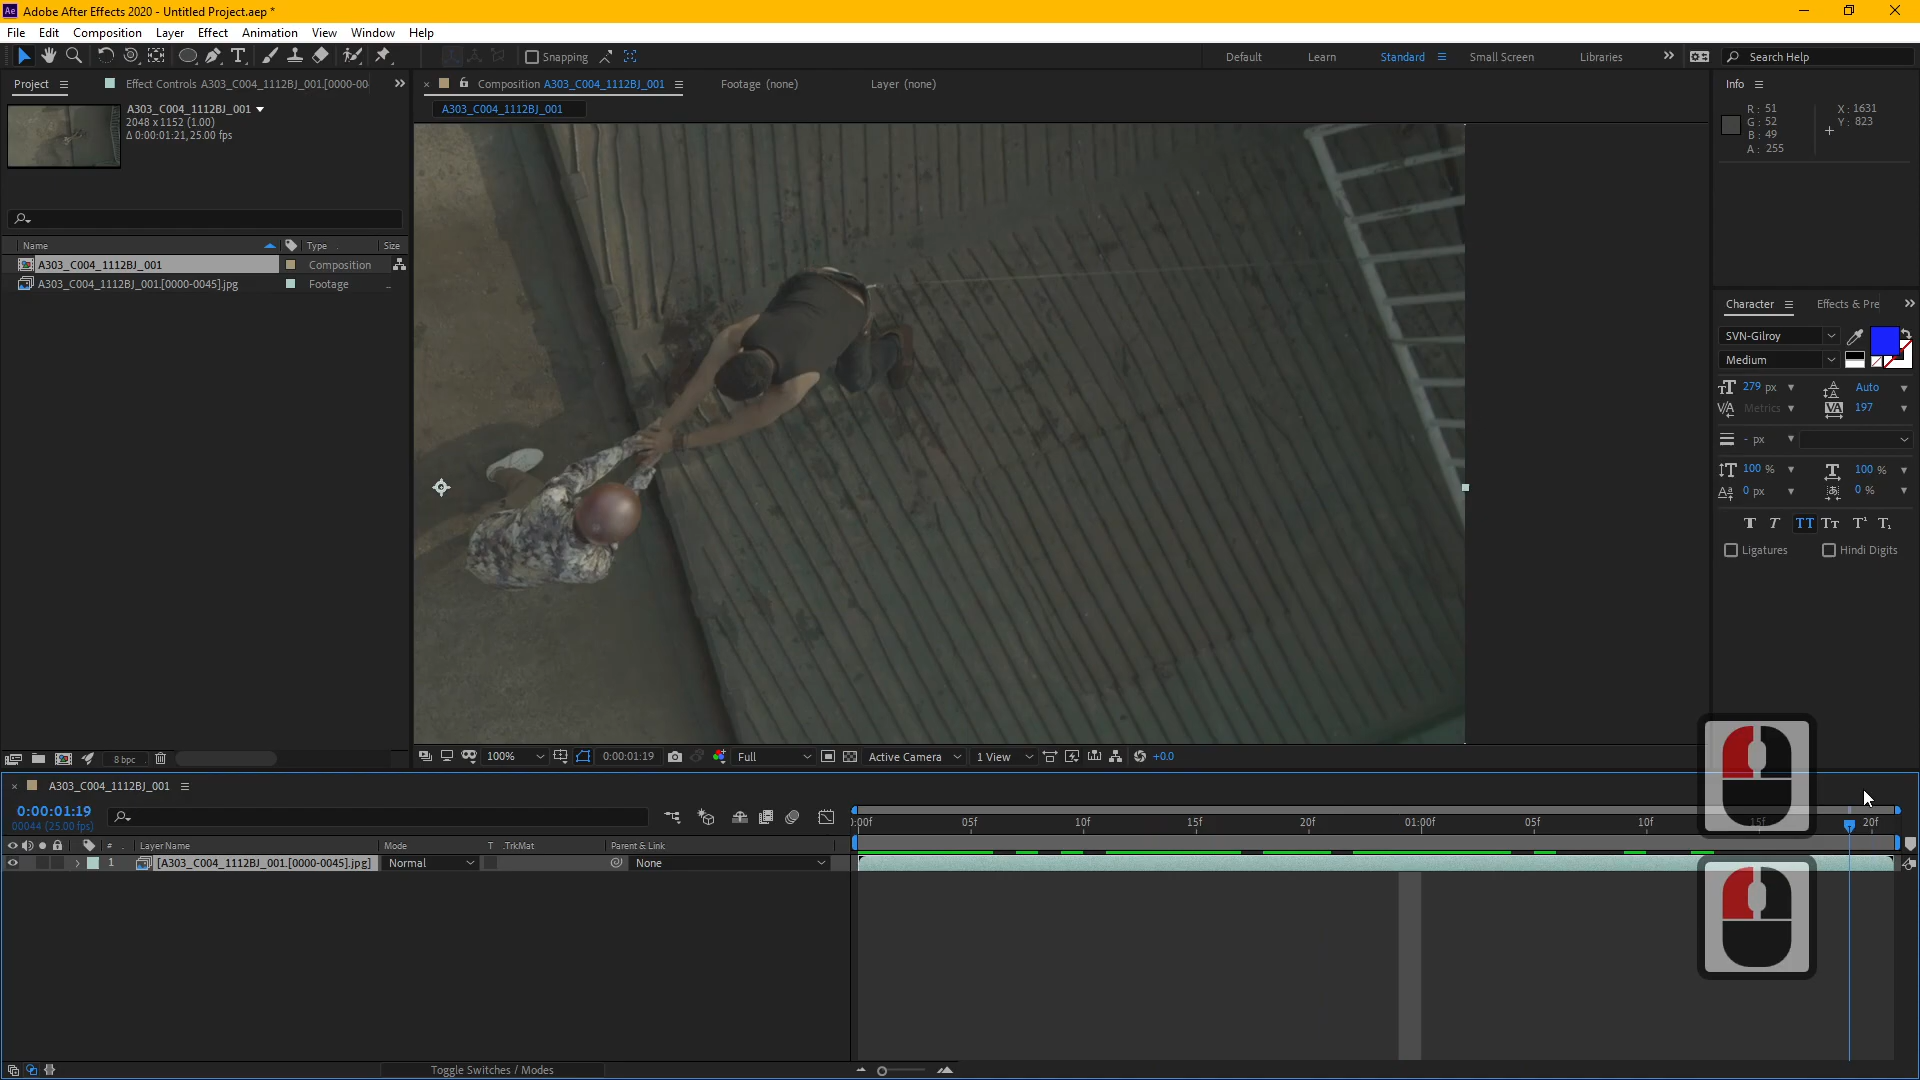 Adobe After Effects 2020 - Untitled Project.aep *
File Edit Composition Layer Effect Animation View Window Help
Snapping
Default Learn Standard Small Screen Libraries
Search Help
Project
Effect Controls A303_C004_1112BJ_001.[0000-00
Composition A303_C004_1112BJ_001
Footage (none)
Layer (none)
A303_C004_1112BJ_001
A303_C004_1112BJ_001
2048 x 1152 (1.00)
Δ 0:00:01:21, 25.00 fps
Name Type Size
A303_C004_1112BJ_001 Composition
A303_C004_1112BJ_001.[0000-0045].jpg Footage
8 bpc
100%
0:00:01:19
Full
Active Camera
1 View
+0.0
Info
R: 51
G: 52
B: 49
A: 255
X: 1631
Y: 823
Character
Effects & Pre
SVN-Gilroy
Medium
279 px
Auto
Metrics
197
- px
100 %
100 %
0 px
0 %
Ligatures
Hindi Digits
A303_C004_1112BJ_001
0:00:01:19
00044 (25.00 fps)
# Layer Name Mode T .TrkMat Parent & Link
1 [A303_C004_1112BJ_001.[0000-0045].jpg] Normal None
):00f 05f 10f 15f 20f 01:00f 05f 10f 15f 20f
Toggle Switches / Modes